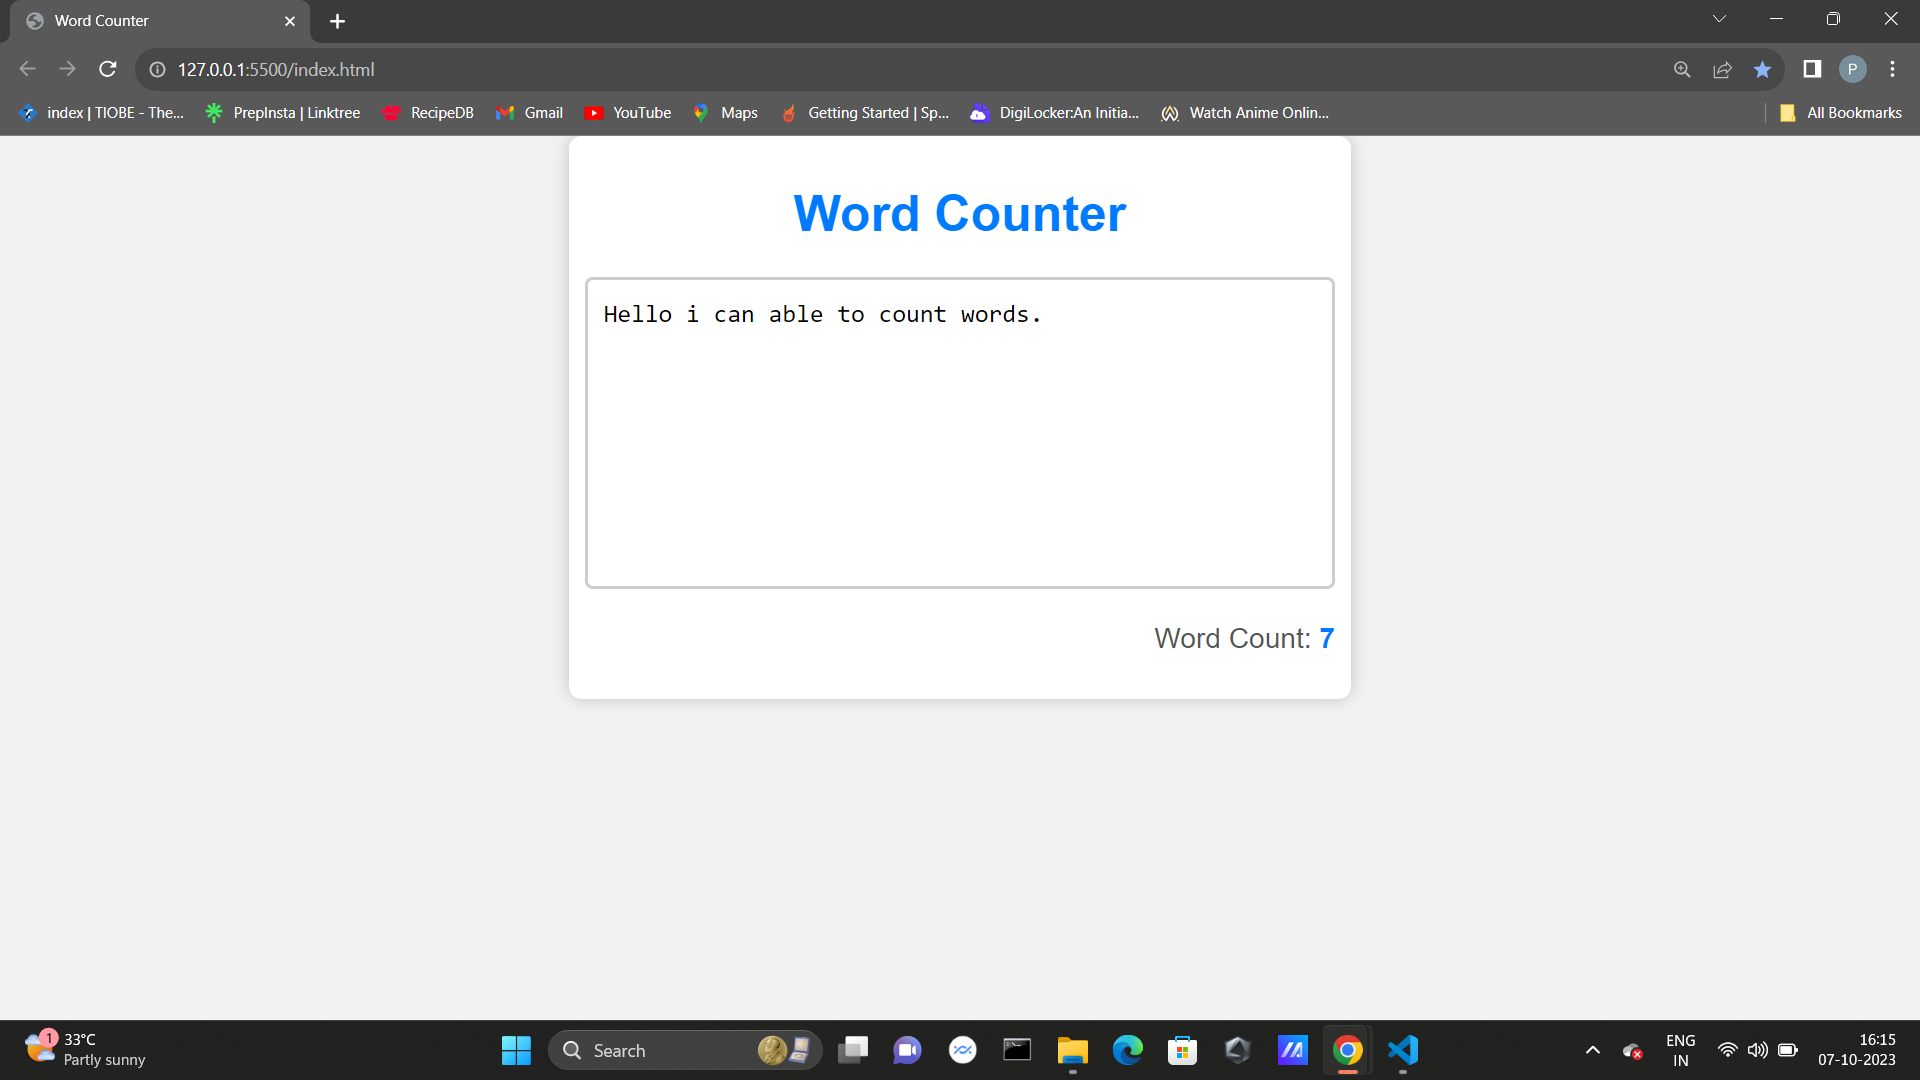 Word Counter
127.0.0.1:5500/index.html
P
index | TIOBE - The... PrepInsta | Linktree RecipeDB Gmail YouTube Maps Getting Started | Sp... DigiLocker:An Initia... Watch Anime Onlin... All Bookmarks
Word Counter
Hello i can able to count words.
Word Count: 7
1 33°C
Partly sunny
Search
ENG
IN
16:15
07-10-2023